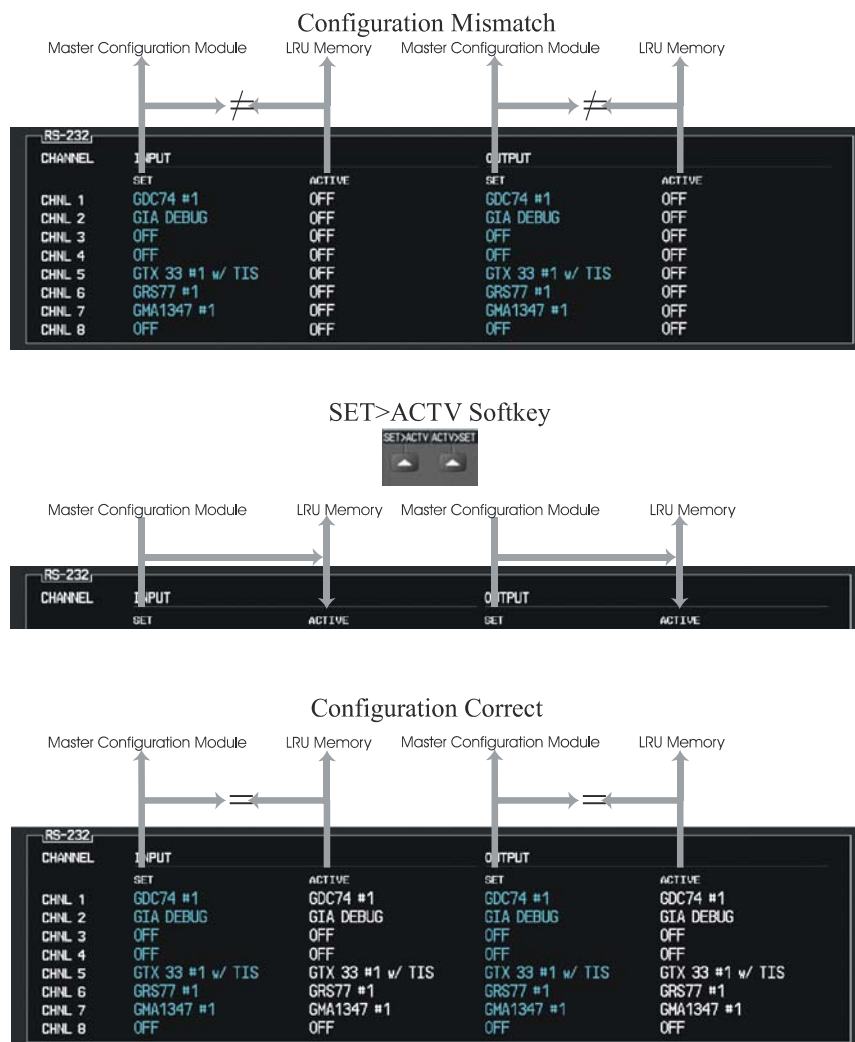 Configuration Mismatch
Master Configuration Module LRU Memory Master Configuration Module LRU Memory
≠ ≠
RS-232
CHANNEL INPUT OUTPUT
SET ACTIVE SET ACTIVE
CHNL 1 GDC74 #1 OFF GDC74 #1 OFF
CHNL 2 GIA DEBUG OFF GIA DEBUG OFF
CHNL 3 OFF OFF OFF OFF
CHNL 4 OFF OFF OFF OFF
CHNL 5 GTX 33 #1 w/ TIS OFF GTX 33 #1 w/ TIS OFF
CHNL 6 GRS77 #1 OFF GRS77 #1 OFF
CHNL 7 GMA1347 #1 OFF GMA1347 #1 OFF
CHNL 8 OFF OFF OFF OFF
SET>ACTV Softkey
SET>ACTV ACTV>SET
Master Configuration Module LRU Memory Master Configuration Module LRU Memory
RS-232
CHANNEL INPUT OUTPUT
SET ACTIVE SET ACTIVE
Configuration Correct
Master Configuration Module LRU Memory Master Configuration Module LRU Memory
= =
RS-232
CHANNEL INPUT OUTPUT
SET ACTIVE SET ACTIVE
CHNL 1 GDC74 #1 GDC74 #1 GDC74 #1 GDC74 #1
CHNL 2 GIA DEBUG GIA DEBUG GIA DEBUG GIA DEBUG
CHNL 3 OFF OFF OFF OFF
CHNL 4 OFF OFF OFF OFF
CHNL 5 GTX 33 #1 w/ TIS GTX 33 #1 w/ TIS GTX 33 #1 w/ TIS GTX 33 #1 w/ TIS
CHNL 6 GRS77 #1 GRS77 #1 GRS77 #1 GRS77 #1
CHNL 7 GMA1347 #1 GMA1347 #1 GMA1347 #1 GMA1347 #1
CHNL 8 OFF OFF OFF OFF